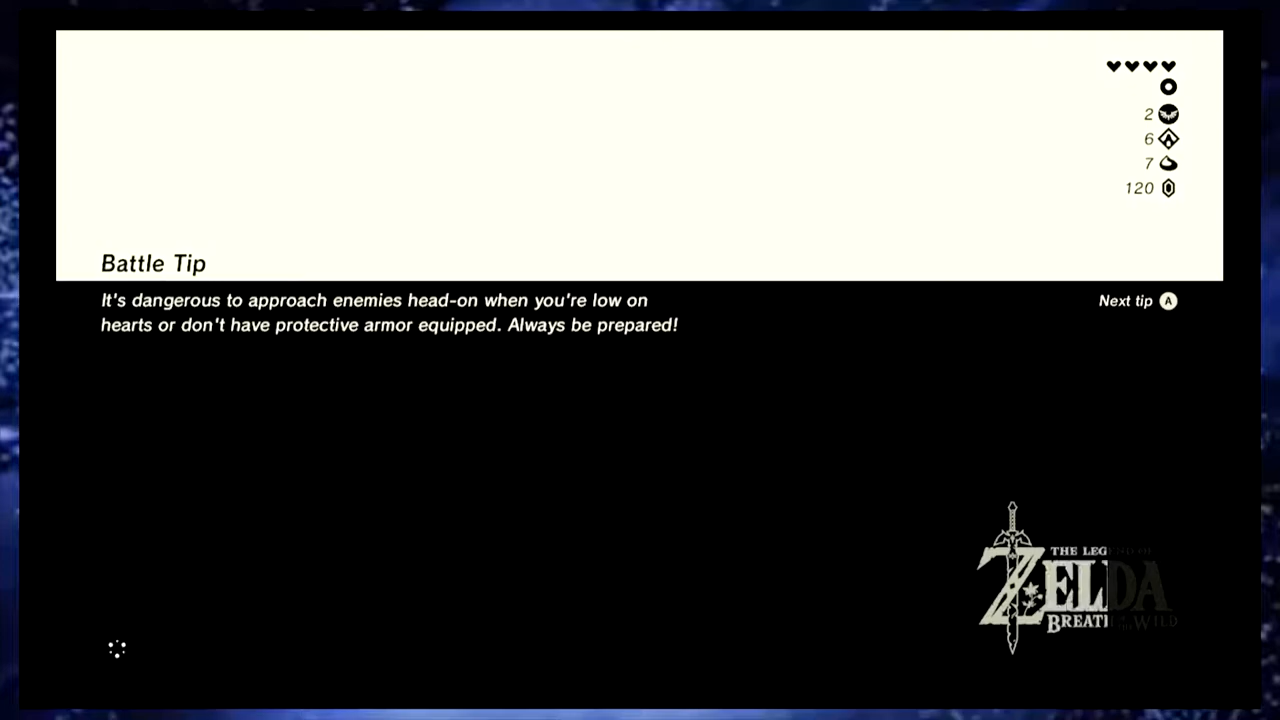 2
6
7
120
Battle Tip
It's dangerous to approach enemies head-on when you're low on
hearts or don't have protective armor equipped. Always be prepared!
Next tip A
THE LEGEND OF
ZELDA
BREATH OF THE WILD